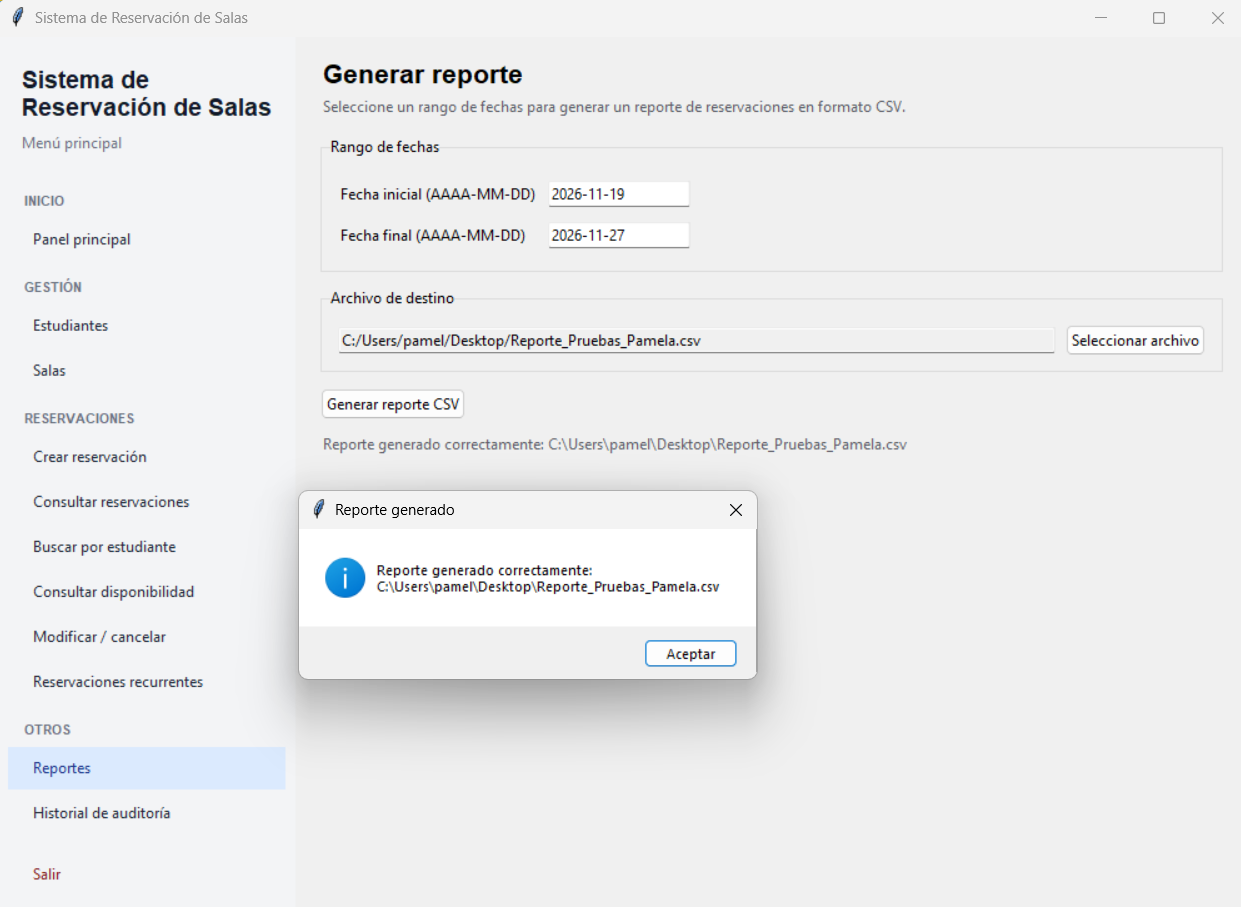 Sistema de Reservación de Salas
Sistema de
Reservación de Salas
Menú principal
INICIO
Panel principal
GESTIÓN
Estudiantes
Salas
RESERVACIONES
Crear reservación
Consultar reservaciones
Buscar por estudiante
Consultar disponibilidad
Modificar / cancelar
Reservaciones recurrentes
OTROS
Reportes
Historial de auditoría
Salir
Generar reporte
Seleccione un rango de fechas para generar un reporte de reservaciones en formato CSV.
Rango de fechas
Fecha inicial (AAAA-MM-DD) 2026-11-19
Fecha final (AAAA-MM-DD) 2026-11-27
Archivo de destino
C:/Users/pamel/Desktop/Reporte_Pruebas_Pamela.csv Seleccionar archivo
Generar reporte CSV
Reporte generado correctamente: C:\Users\pamel\Desktop\Reporte_Pruebas_Pamela.csv
Reporte generado
Reporte generado correctamente:
C:\Users\pamel\Desktop\Reporte_Pruebas_Pamela.csv
Aceptar